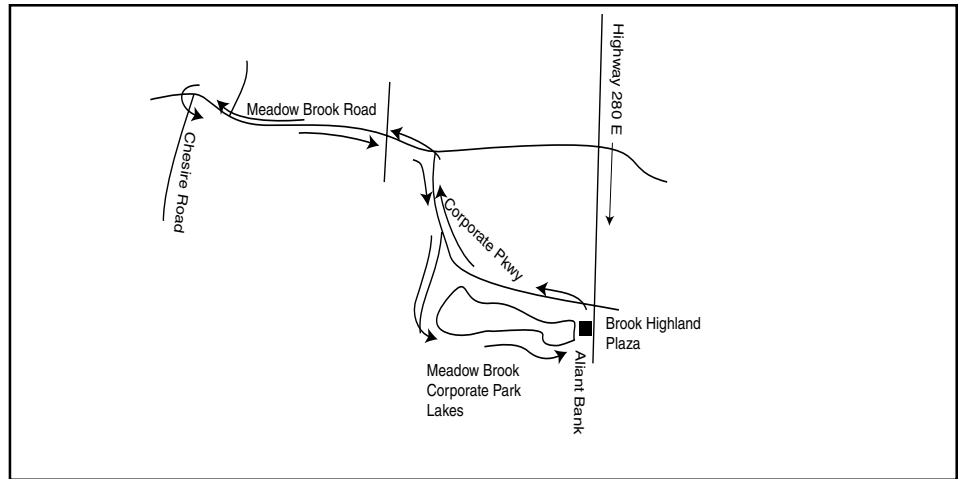 Highway 280 E
Meadow Brook Road
Chesire Road
Corporate Pkwy
Brook Highland
Plaza
Aliant Bank
Meadow Brook
Corporate Park
Lakes